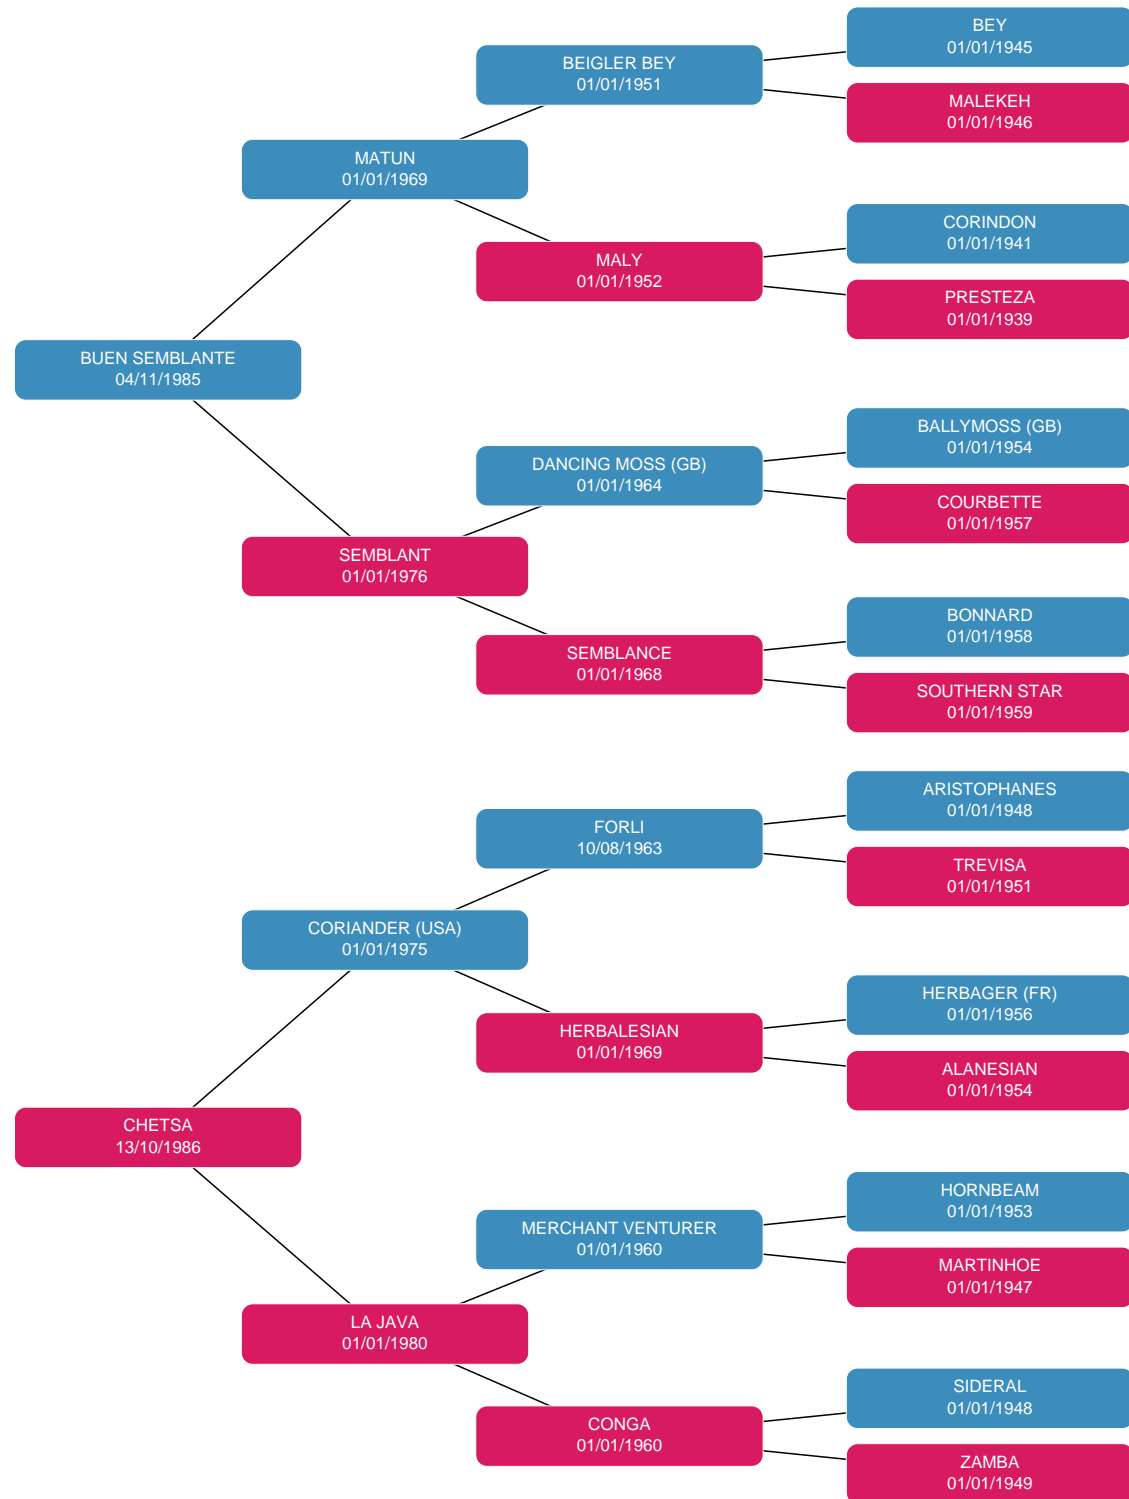 BEY
01/01/1945
BEIGLER BEY
01/01/1951
MALEKEH
01/01/1946
MATUN
01/01/1969
CORINDON
01/01/1941
MALY
01/01/1952
PRESTEZA
01/01/1939
BUEN SEMBLANTE
04/11/1985
BALLYMOSS (GB)
01/01/1954
DANCING MOSS (GB)
01/01/1964
COURBETTE
01/01/1957
SEMBLANT
01/01/1976
BONNARD
01/01/1958
SEMBLANCE
01/01/1968
SOUTHERN STAR
01/01/1959
ARISTOPHANES
01/01/1948
FORLI
10/08/1963
TREVISA
01/01/1951
CORIANDER (USA)
01/01/1975
HERBAGER (FR)
01/01/1956
HERBALESIAN
01/01/1969
ALANESIAN
01/01/1954
CHETSA
13/10/1986
HORNBEAM
01/01/1953
MERCHANT VENTURER
01/01/1960
MARTINHOE
01/01/1947
LA JAVA
01/01/1980
SIDERAL
01/01/1948
CONGA
01/01/1960
ZAMBA
01/01/1949